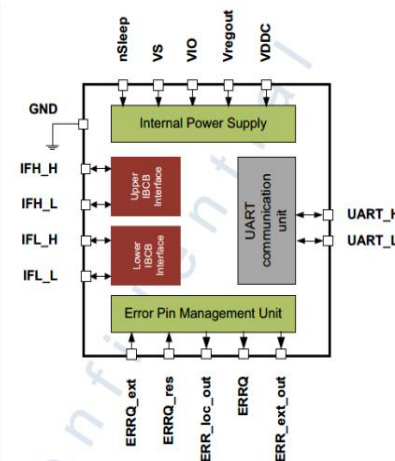 nSleep
VS
VIO
Vregout
VDDC
GND
Internal Power Supply
IFH_H
IFH_L
IFL_H
IFL_L
Upper
IBCB
Interface
Lower
IBCB
Interface
UART
communication
unit
UART_H
UART_L
Error Pin Management Unit
ERRQ_ext
ERRQ_res
ERR_loc_out
ERRQ
ERR_ext_out
onfidential